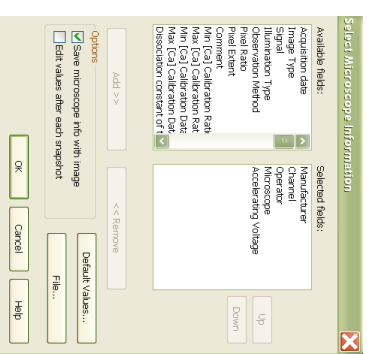 Select Microscope Information
Available fields:
Acquisition date
Image Type
Signal
Illumination Type
Observation Method
Pixel Ratio
Pixel Extent
Comment
Min [Ca] Calibration Rati
Max [Ca] Calibration Rat
Min [Ca] Calibration Data
Max [Ca] Calibration Dat
Dissociation constant of t
Selected fields:
Manufacturer
Channel
Operator
Microscope
Accelerating Voltage
Up
Down
Add >>
<< Remove
Options
Save microscope info with image
Edit values after each snapshot
Default Values...
File...
OK
Cancel
Help